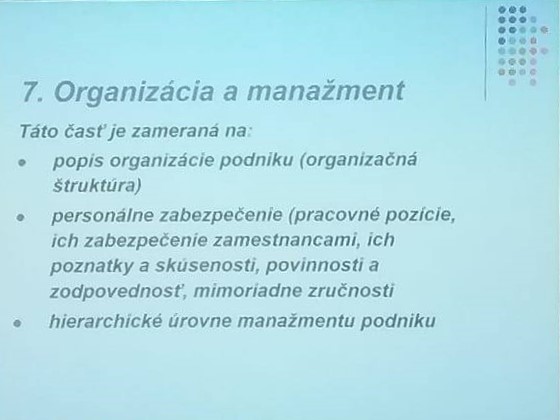 7. Organizácia a manažment
Táto časť je zameraná na:
• popis organizácie podniku (organizačná
štruktúra)
• personálne zabezpečenie (pracovné pozície,
ich zabezpečenie zamestnancami, ich
poznatky a skúsenosti, povinnosti a
zodpovednosť, mimoriadne zručnosti
• hierarchické úrovne manažmentu podniku